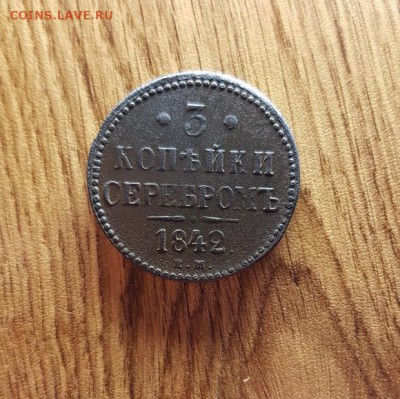 COINS.LAVE.RU
· 3 ·
КОПѢЙКИ
СЕРЕБРОМЪ
1842